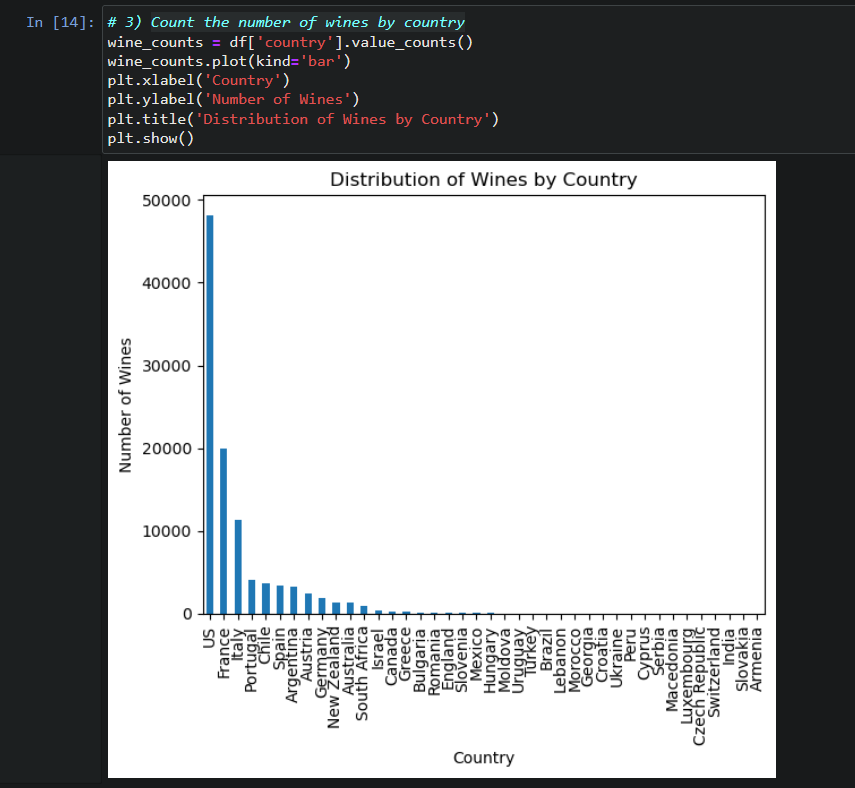 In [14]:
# 3) Count the number of wines by country
wine_counts = df['country'].value_counts()
wine_counts.plot(kind='bar')
plt.xlabel('Country')
plt.ylabel('Number of Wines')
plt.title('Distribution of Wines by Country')
plt.show()
Distribution of Wines by Country
50000
40000
30000
20000
10000
0
Number of Wines
US
France
Italy
Portugal
Chile
Spain
Argentina
Austria
Germany
New Zealand
Australia
South Africa
Israel
Canada
Greece
Bulgaria
Romania
England
Slovenia
Mexico
Hungary
Moldova
Uruguay
Turkey
Brazil
Lebanon
Morocco
Georgia
Croatia
Ukraine
Peru
Cyprus
Serbia
Macedonia
Luxembourg
Czech Republic
Switzerland
India
Slovakia
Armenia
Country